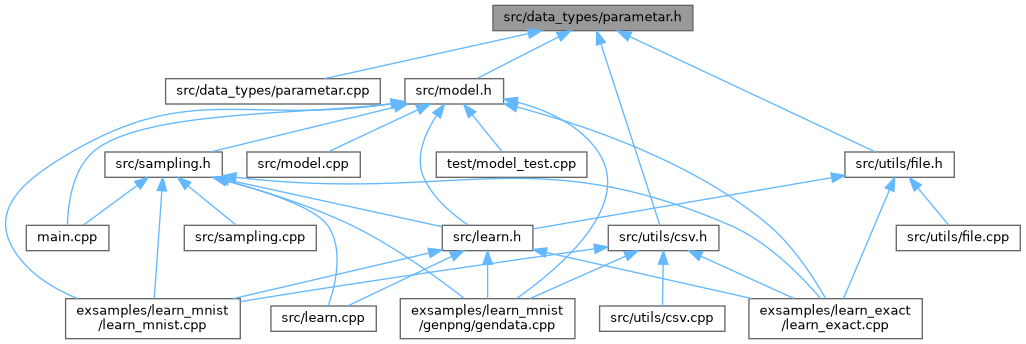 src/data_types/parametar.h
src/data_types/parametar.cpp
src/model.h
src/sampling.h
src/model.cpp
test/model_test.cpp
src/utils/file.h
main.cpp
src/sampling.cpp
src/learn.h
src/utils/csv.h
src/utils/file.cpp
exsamples/learn_mnist
/learn_mnist.cpp
src/learn.cpp
exsamples/learn_mnist
/genpng/gendata.cpp
src/utils/csv.cpp
exsamples/learn_exact
/learn_exact.cpp